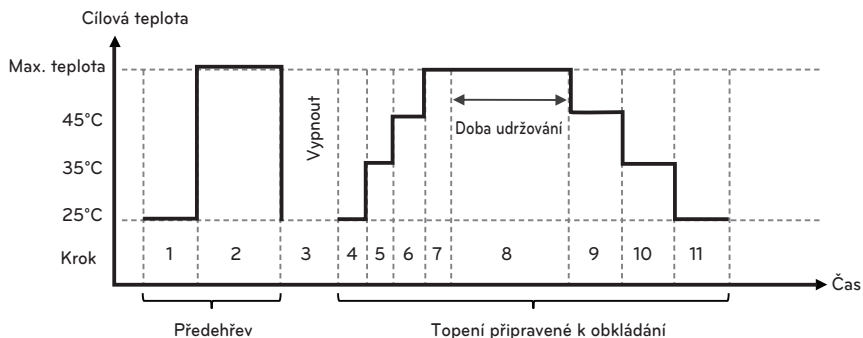 Cílová teplota
Max. teplota
45°C
35°C
25°C
Vypnout
Doba udržování
Krok 1 2 3 4 5 6 7 8 9 10 11
Čas
Předehřev
Topení připravené k obkládání